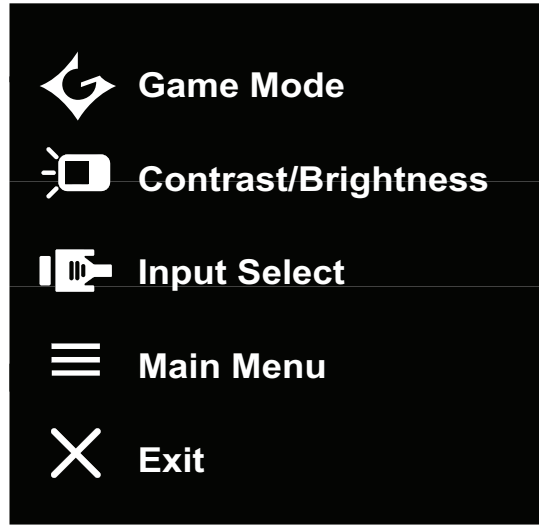 Game Mode
Contrast/Brightness
Input Select
Main Menu
Exit